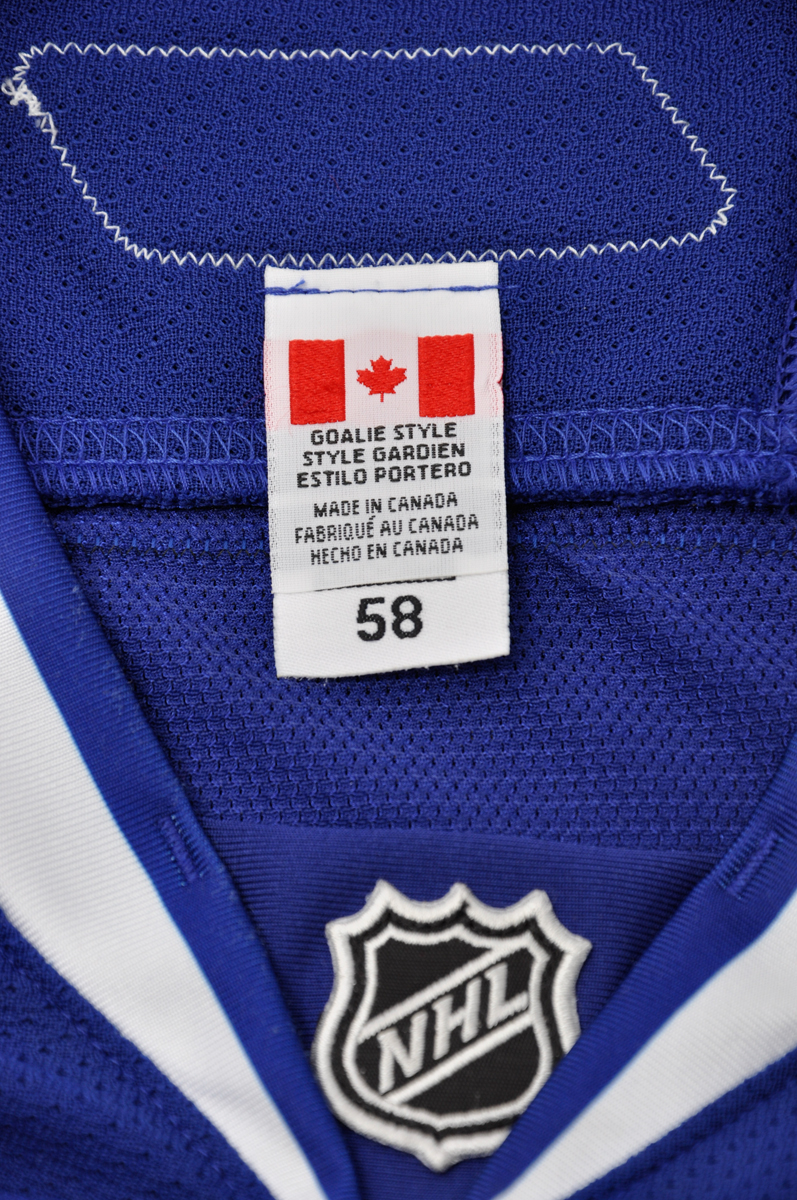 GOALIE STYLE
STYLE GARDIEN
ESTILO PORTERO
MADE IN CANADA
FABRIQUÉ AU CANADA
HECHO EN CANADA
58
NHL